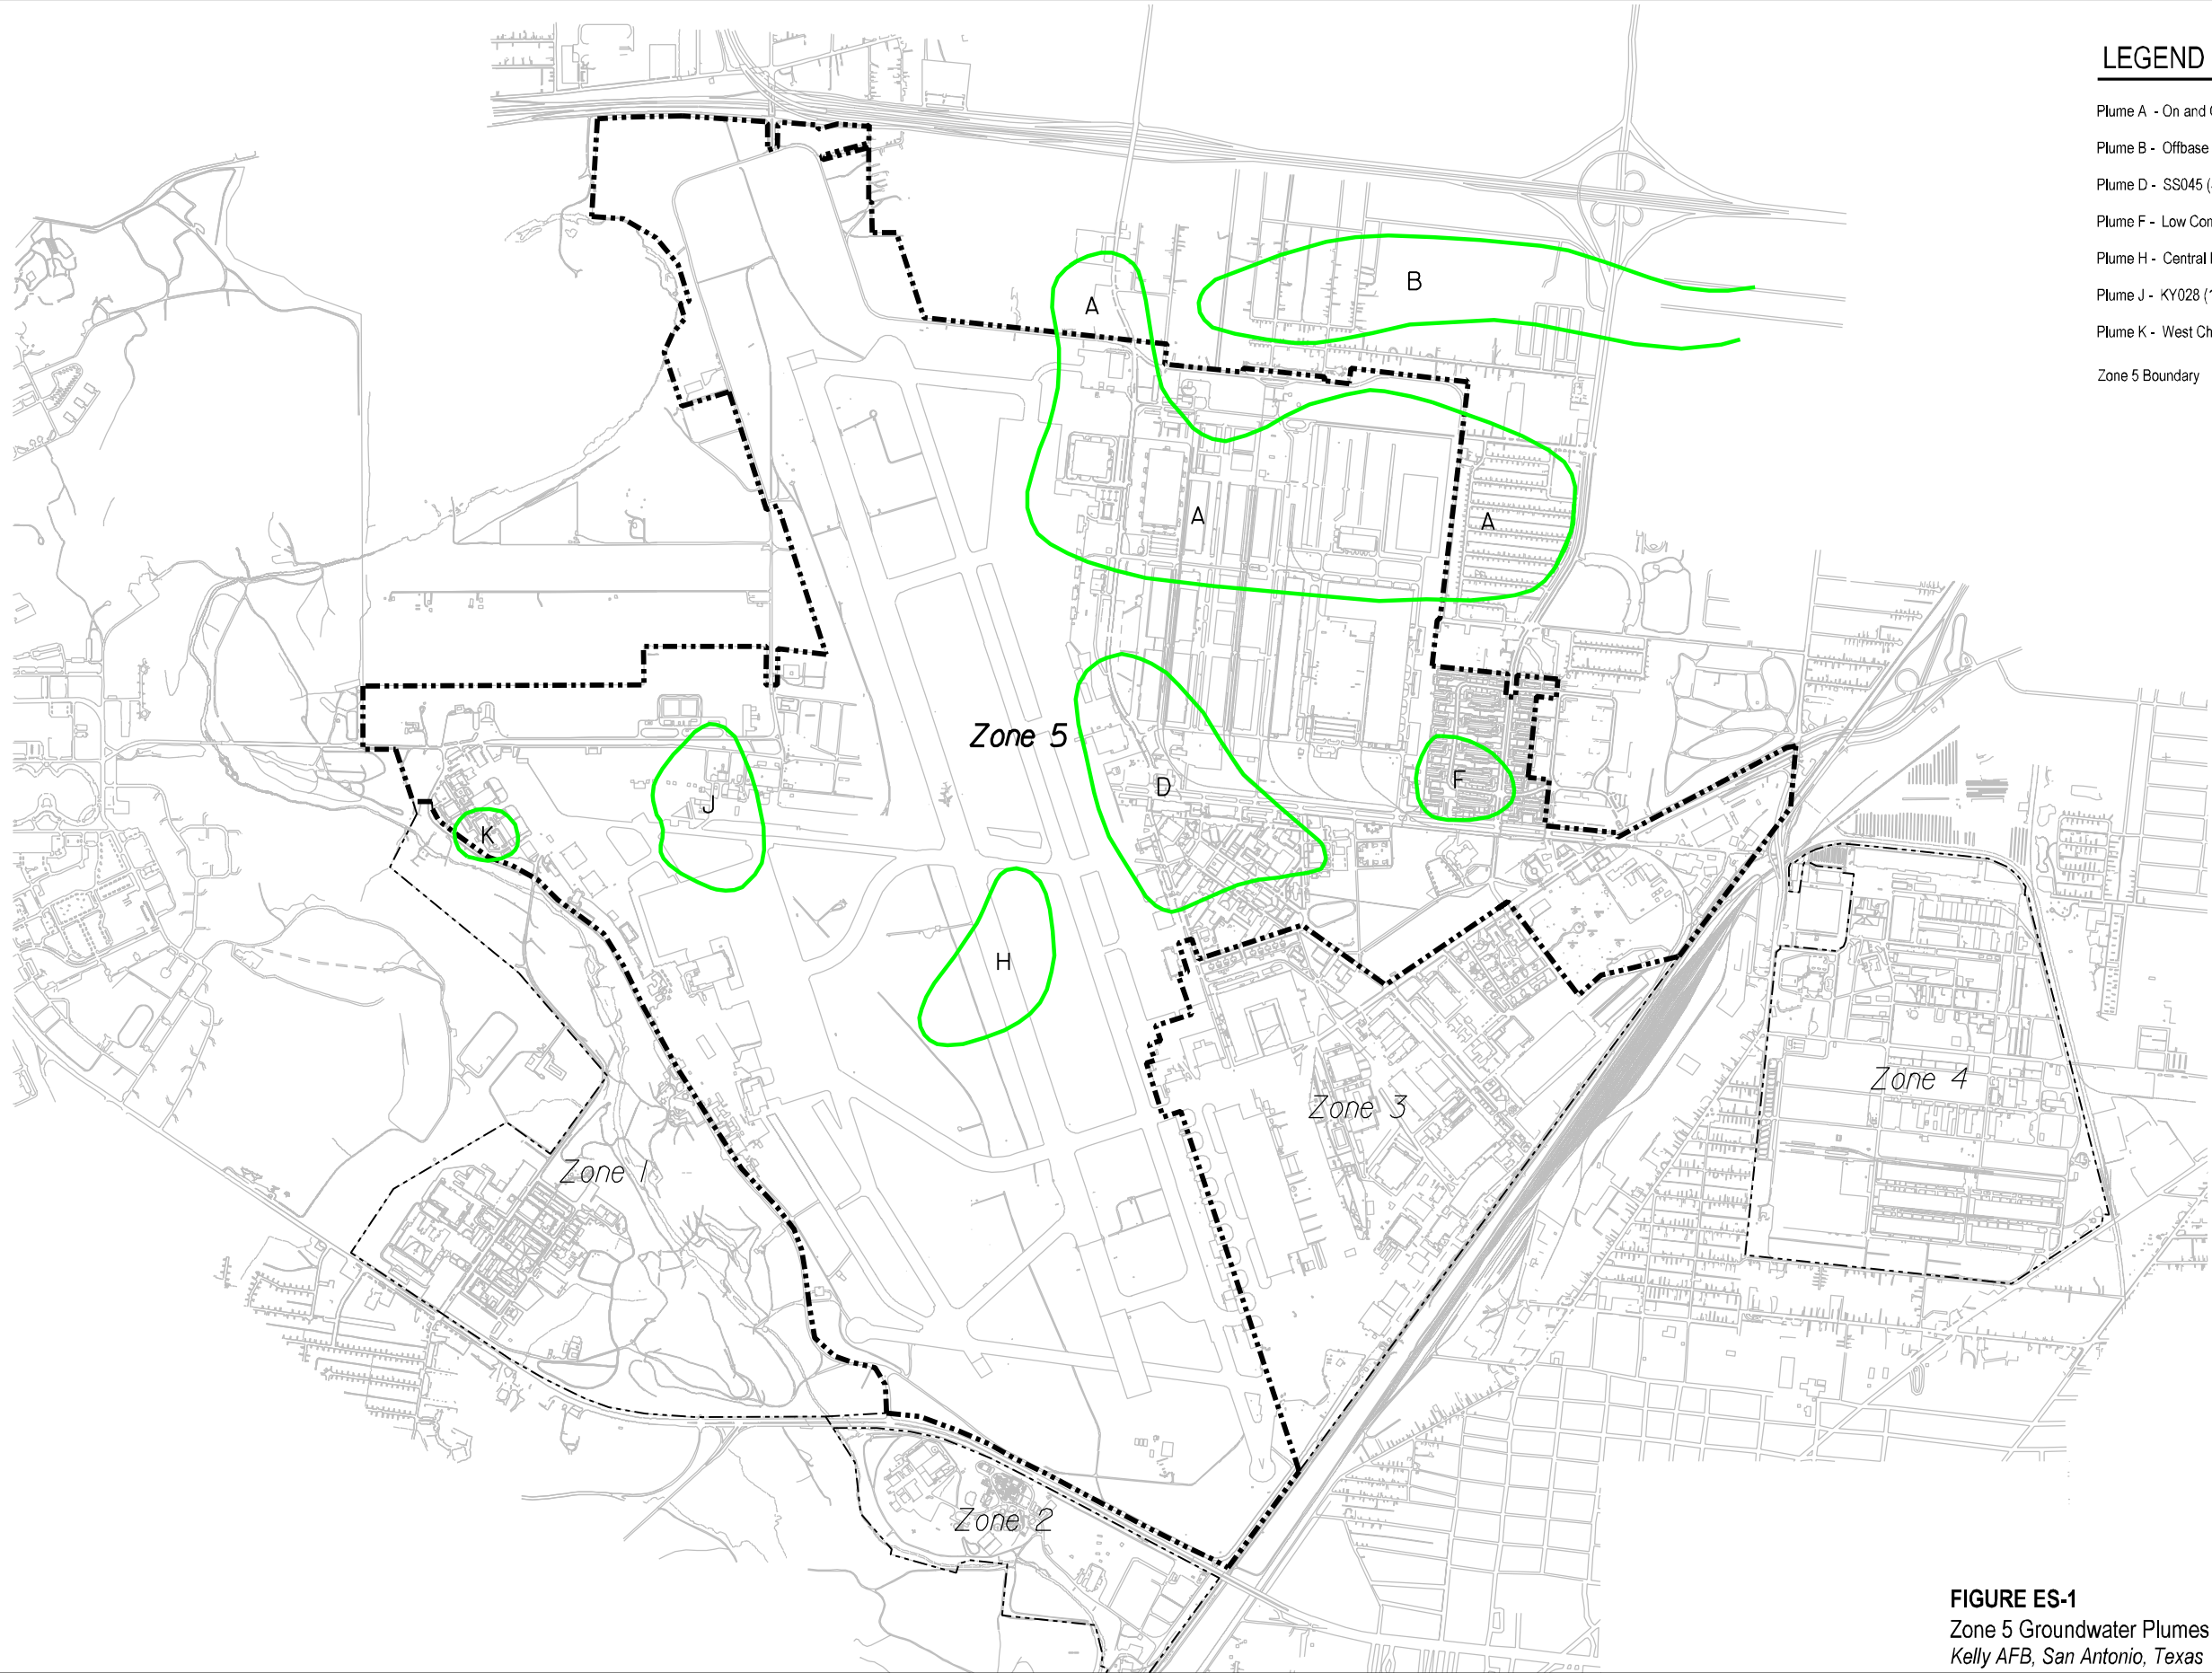 LEGEND
Plume A - On and
Plume B - Offbase
Plume D - SS045
Plume F - Low
Plume H - Central
Plume J - KY028
Plume K - West
Zone 5 Boundary
A
B
A
A
Zone 5
D
F
J
K
H
Zone 4
Zone 3
Zone 1
Zone 2
FIGURE ES-1
Zone 5 Groundwater Plumes
Kelly AFB, San Antonio, Texas